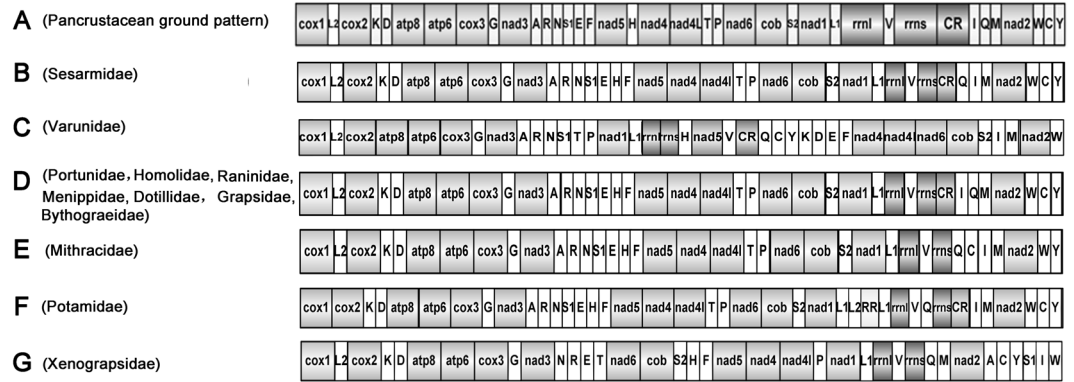 A (Pancrustacean ground pattern) cox1 L2 cox2 K D atp8 atp6 cox3 G nad3 A R N S1 E F nad5 H nad4 nad4L T P nad6 cob S2 nad1 L1 rrnl V rrns CR I Q M nad2 W C Y
B (Sesarmidae) cox1 L2 cox2 K D atp8 atp6 cox3 G nad3 A R N S1 E H F nad5 nad4 nad4l T P nad6 cob S2 nad1 L1 rrnl V rrns CR Q I M nad2 W C Y
C (Varunidae) cox1 L2 cox2 atp8 atp6 cox3 G nad3 A R N S1 T P nad1 L1 rrnl rrns H nad5 V CR Q C Y K D E F nad4 nad4l nad6 cob S2 I M nad2 W
D (Portunidae, Homolidae, Raninidae,
Menippidae, Dotillidae, Grapsidae,
Bythograeidae) cox1 L2 cox2 K D atp8 atp6 cox3 G nad3 A R N S1 E H F nad5 nad4 nad4l T P nad6 cob S2 nad1 L1 rrnl V rrns CR I Q M nad2 W C Y
E (Mithracidae) cox1 L2 cox2 K D atp8 atp6 cox3 G nad3 A R N S1 E H F nad5 nad4 nad4l T P nad6 cob S2 nad1 L1 rrnl V rrns Q C I M nad2 W Y
F (Potamidae) cox1 cox2 K D atp8 atp6 cox3 G nad3 A R N S1 E H F nad5 nad4 nad4l T P nad6 cob S2 nad1 L1 L2 RR L1 rrnl V Q rrns CR I M nad2 W C Y
G (Xenograpsidae) cox1 L2 cox2 K D atp8 atp6 cox3 G nad3 N R E T nad6 cob S2 H F nad5 nad4 nad4l P nad1 L1 rrnl V rrns Q M nad2 A C Y S1 I W